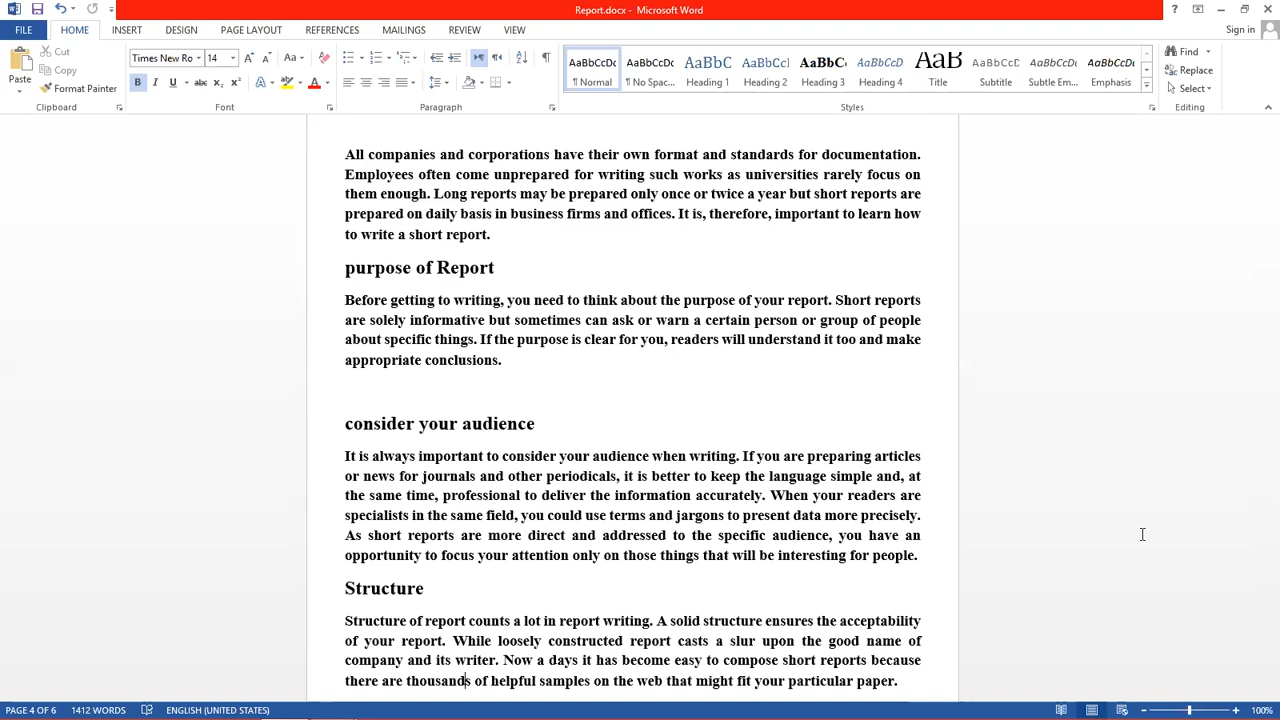 Report.docx - Microsoft Word
Sign in
FILE HOME INSERT DESIGN PAGE LAYOUT REFERENCES MAILINGS REVIEW VIEW
Paste
Cut
Copy
Format Painter
Clipboard
Times New Ro 14
Font
Paragraph
AaBbCcDc AaBbCcDc AaBbC AaBbCcI AaBbC AaBbCcD AaB AaBbCcD AaBbCcDc AaBbCcDc
¶ Normal ¶ No Spac... Heading 1 Heading 2 Heading 3 Heading 4 Title Subtitle Subtle Em... Emphasis
Styles
Find
Replace
Select
Editing
All companies and corporations have their own format and standards for documentation.
Employees often come unprepared for writing such works as universities rarely focus on
them enough. Long reports may be prepared only once or twice a year but short reports are
prepared on daily basis in business firms and offices. It is, therefore, important to learn how
to write a short report.
purpose of Report
Before getting to writing, you need to think about the purpose of your report. Short reports
are solely informative but sometimes can ask or warn a certain person or group of people
about specific things. If the purpose is clear for you, readers will understand it too and make
appropriate conclusions.
consider your audience
It is always important to consider your audience when writing. If you are preparing articles
or news for journals and other periodicals, it is better to keep the language simple and, at
the same time, professional to deliver the information accurately. When your readers are
specialists in the same field, you could use terms and jargons to present data more precisely.
As short reports are more direct and addressed to the specific audience, you have an
opportunity to focus your attention only on those things that will be interesting for people.
Structure
Structure of report counts a lot in report writing. A solid structure ensures the acceptability
of your report. While loosely constructed report casts a slur upon the good name of
company and its writer. Now a days it has become easy to compose short reports because
there are thousands of helpful samples on the web that might fit your particular paper.
PAGE 4 OF 6 1412 WORDS ENGLISH (UNITED STATES) 100%